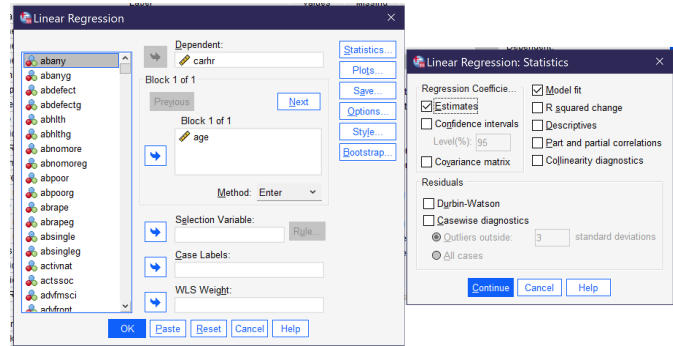 Linear Regression
abany
abanyg
abdefect
abdefectg
abhlth
abhlthg
abnomore
abnomoreg
abpoor
abpoorg
abrape
abrapeg
absingle
absingleg
activnat
actssoc
advfmsci
advfront
Dependent:
carhr
Block 1 of 1
Previous
Next
Block 1 of 1
age
Method: Enter
Selection Variable:
Rule...
Case Labels:
WLS Weight:
Statistics...
Plots...
Save...
Options...
Style...
Bootstrap...
OK Paste Reset Cancel Help
Linear Regression: Statistics
Regression Coefficie...
Estimates
Confidence intervals
Level(%): 95
Covariance matrix
Model fit
R squared change
Descriptives
Part and partial correlations
Collinearity diagnostics
Residuals
Durbin-Watson
Casewise diagnostics
Outliers outside: 3 standard deviations
All cases
Continue Cancel Help